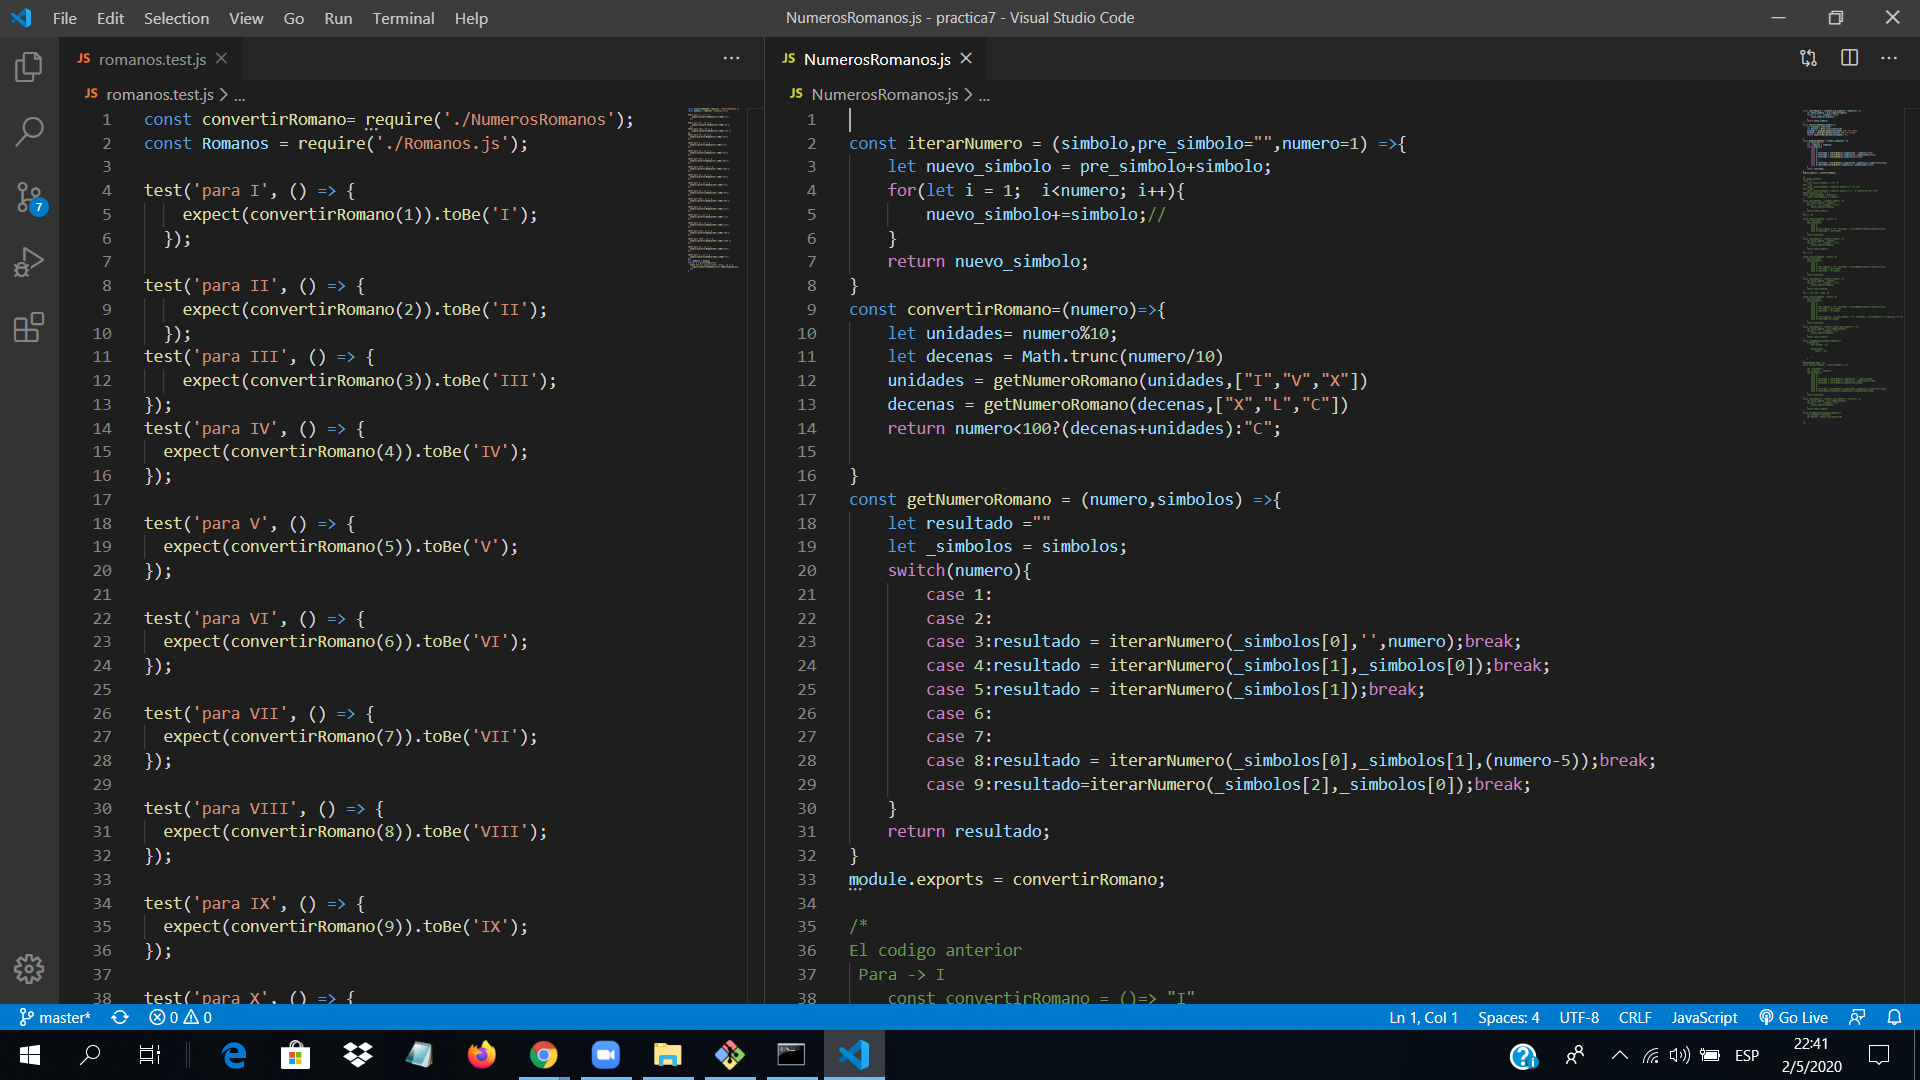 File Edit Selection View Go Run Terminal Help
NumerosRomanos.js - practica7 - Visual Studio Code
JS romanos.test.js
JS romanos.test.js > ...
1 const convertirRomano= require('./NumerosRomanos');
2 const Romanos = require('./Romanos.js');
3
4 test('para I', () => {
5 expect(convertirRomano(1)).toBe('I');
6 });
7
8 test('para II', () => {
9 expect(convertirRomano(2)).toBe('II');
10 });
11 test('para III', () => {
12 expect(convertirRomano(3)).toBe('III');
13 });
14 test('para IV', () => {
15 expect(convertirRomano(4)).toBe('IV');
16 });
17
18 test('para V', () => {
19 expect(convertirRomano(5)).toBe('V');
20 });
21
22 test('para VI', () => {
23 expect(convertirRomano(6)).toBe('VI');
24 });
25
26 test('para VII', () => {
27 expect(convertirRomano(7)).toBe('VII');
28 });
29
30 test('para VIII', () => {
31 expect(convertirRomano(8)).toBe('VIII');
32 });
33
34 test('para IX', () => {
35 expect(convertirRomano(9)).toBe('IX');
36 });
37
38 test('para X', () => {
JS NumerosRomanos.js
JS NumerosRomanos.js > ...
1
2 const iterarNumero = (simbolo,pre_simbolo="",numero=1) =>{
3 let nuevo_simbolo = pre_simbolo+simbolo;
4 for(let i = 1;  i<numero; i++){
5 nuevo_simbolo+=simbolo;//
6 }
7 return nuevo_simbolo;
8 }
9 const convertirRomano=(numero)=>{
10 let unidades= numero%10;
11 let decenas = Math.trunc(numero/10)
12 unidades = getNumeroRomano(unidades,["I","V","X"])
13 decenas = getNumeroRomano(decenas,["X","L","C"])
14 return numero<100?(decenas+unidades):"C";
15
16 }
17 const getNumeroRomano = (numero,simbolos) =>{
18 let resultado =""
19 let _simbolos = simbolos;
20 switch(numero){
21 case 1:
22 case 2:
23 case 3:resultado = iterarNumero(_simbolos[0],'',numero);break;
24 case 4:resultado = iterarNumero(_simbolos[1],_simbolos[0]);break;
25 case 5:resultado = iterarNumero(_simbolos[1]);break;
26 case 6:
27 case 7:
28 case 8:resultado = iterarNumero(_simbolos[0],_simbolos[1],(numero-5));break;
29 case 9:resultado=iterarNumero(_simbolos[2],_simbolos[0]);break;
30 }
31 return resultado;
32 }
33 module.exports = convertirRomano;
34
35 /*
36 El codigo anterior
37 Para -> I
38 const convertirRomano = ()=> "I"
7
master* 0 0
Ln 1, Col 1 Spaces: 4 UTF-8 CRLF JavaScript Go Live
ESP
22:41
2/5/2020